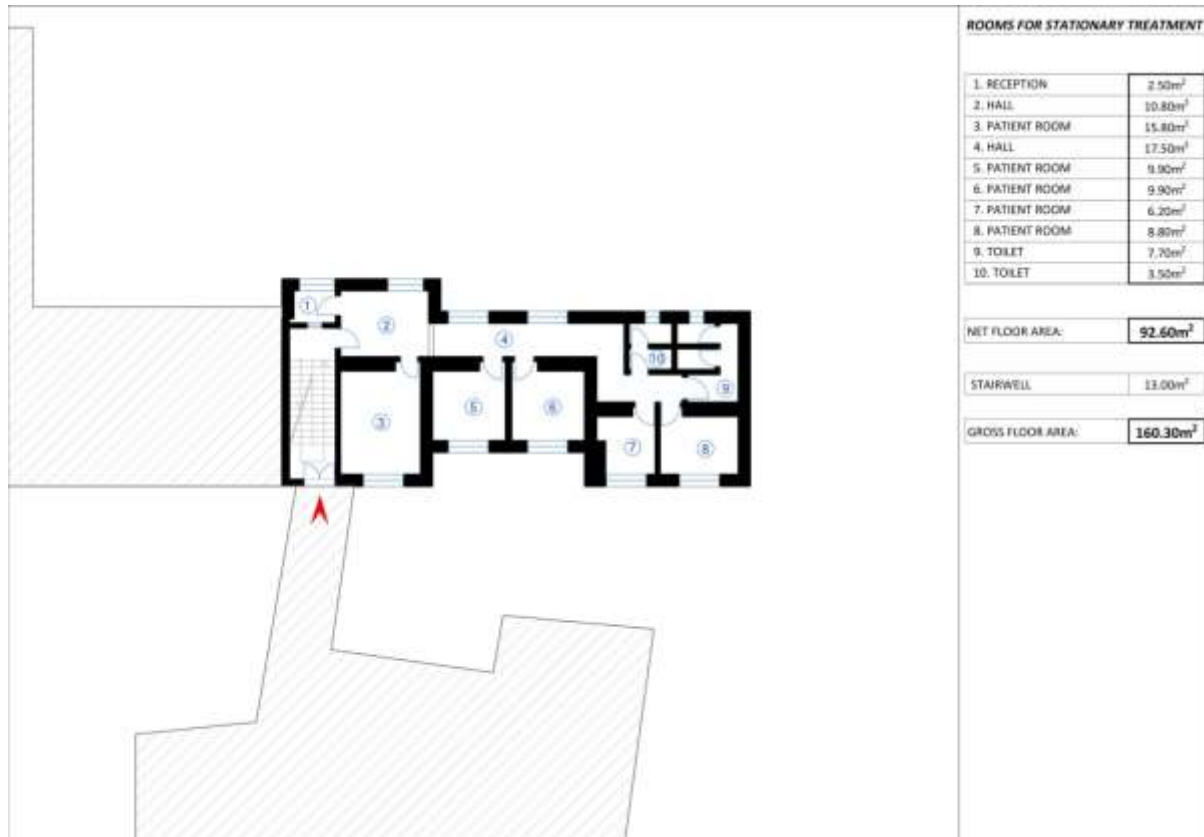 ROOMS FOR STATIONARY TREATMENT
1. RECEPTION 2.50m²
2. HALL 10.80m²
3. PATIENT ROOM 15.80m²
4. HALL 17.50m²
5. PATIENT ROOM 9.90m²
6. PATIENT ROOM 9.90m²
7. PATIENT ROOM 6.20m²
8. PATIENT ROOM 8.80m²
9. TOILET 7.70m²
10. TOILET 3.50m²
NET FLOOR AREA: 92.60m²
STAIRWELL 13.00m²
GROSS FLOOR AREA: 160.30m²
1
2
4
10
9
3
5
6
7
8